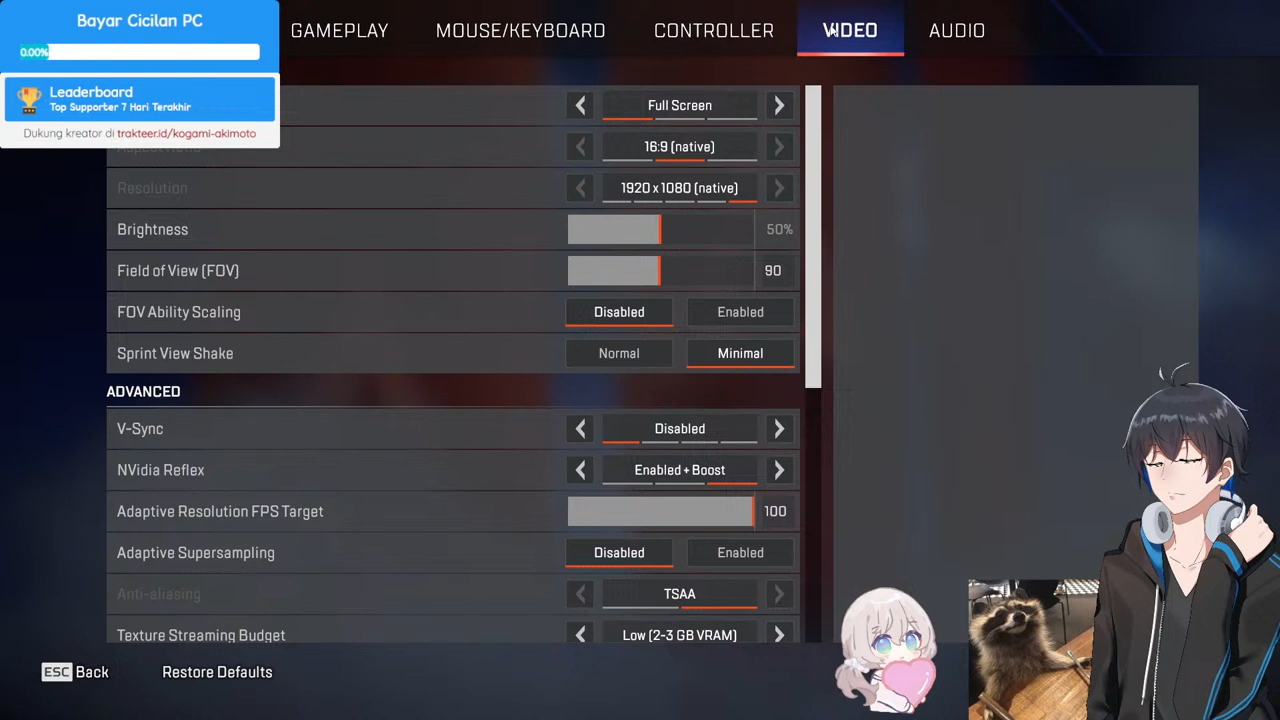 Bayar Cicilan PC
0.00%
Leaderboard
Top Supporter 7 Hari Terakhir
Dukung kreator di trakteer.id/kogami-akimoto
GAMEPLAY MOUSE/KEYBOARD CONTROLLER VIDEO AUDIO
Full Screen
16:9 (native)
Resolution 1920 x 1080 (native)
Brightness 50%
Field of View (FOV) 90
FOV Ability Scaling Disabled Enabled
Sprint View Shake Normal Minimal
ADVANCED
V-Sync Disabled
NVidia Reflex Enabled + Boost
Adaptive Resolution FPS Target 100
Adaptive Supersampling Disabled Enabled
Anti-aliasing TSAA
Texture Streaming Budget Low (2-3 GB VRAM)
ESC Back Restore Defaults